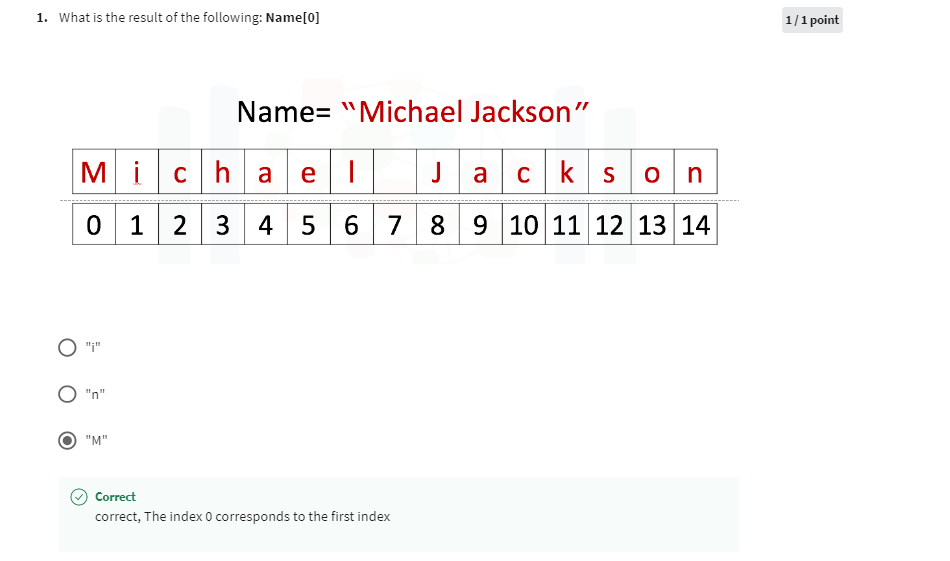 1. What is the result of the following: Name[0]
1 / 1 point
Name= “Michael Jackson”
M i c h a e l J a c k s o n
0 1 2 3 4 5 6 7 8 9 10 11 12 13 14
"i"
"n"
"M"
Correct
correct, The index 0 corresponds to the first index